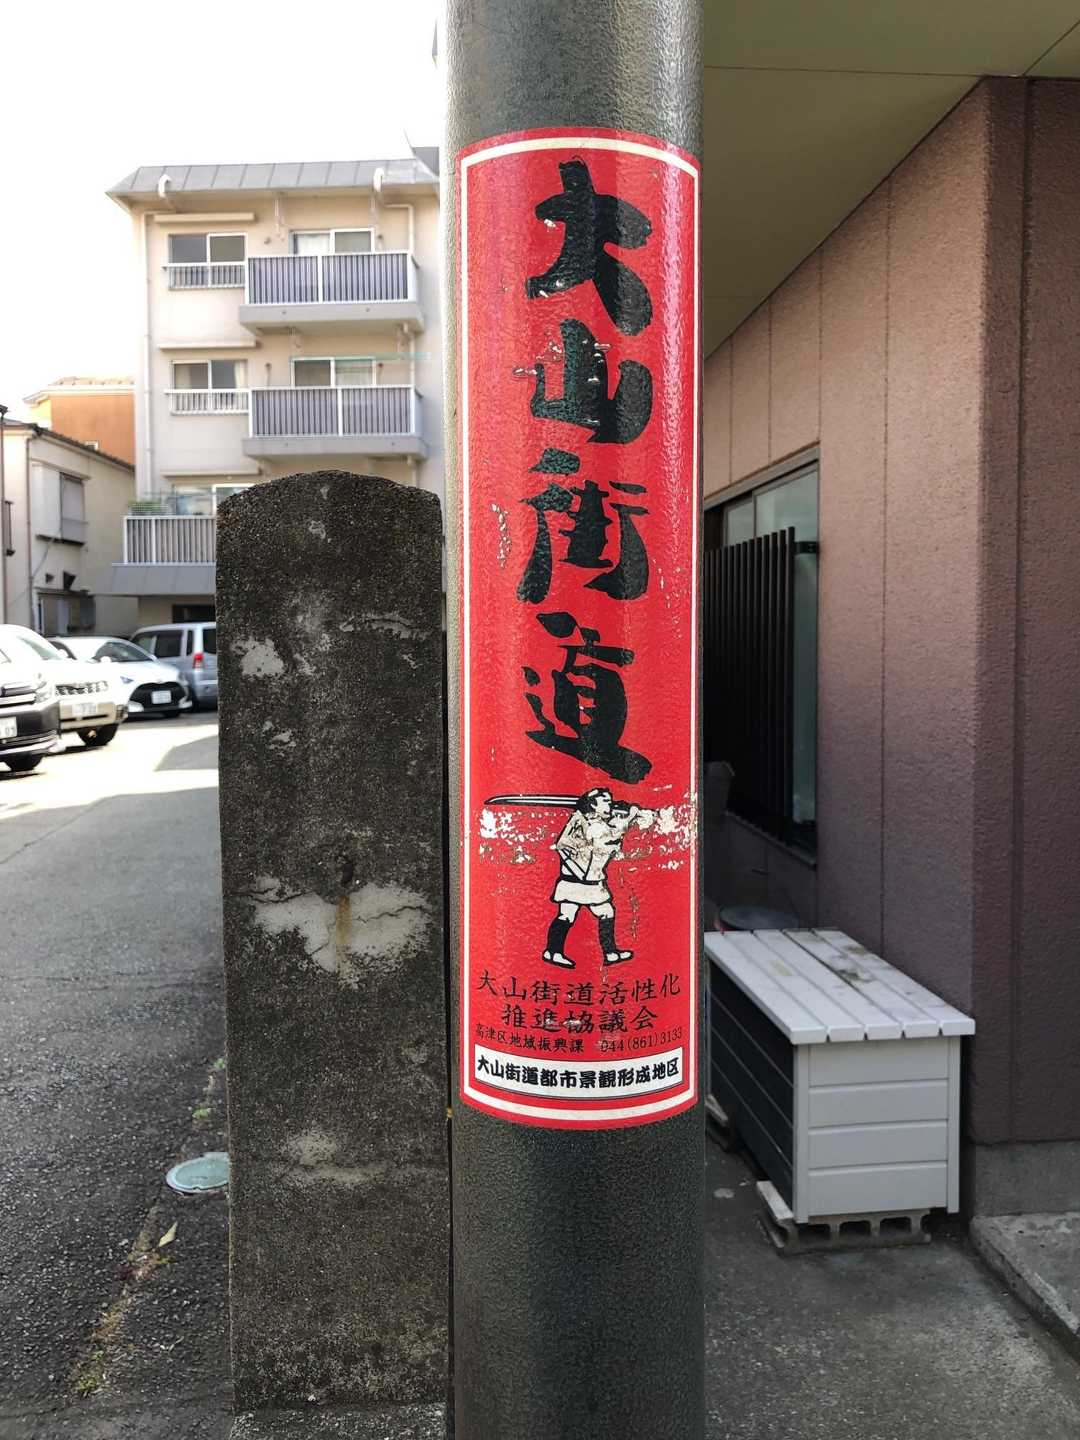 大山街道
大山街道活性化
推進協議会
高津区地域振興課 044(861)3133
大山街道都市景観形成地区